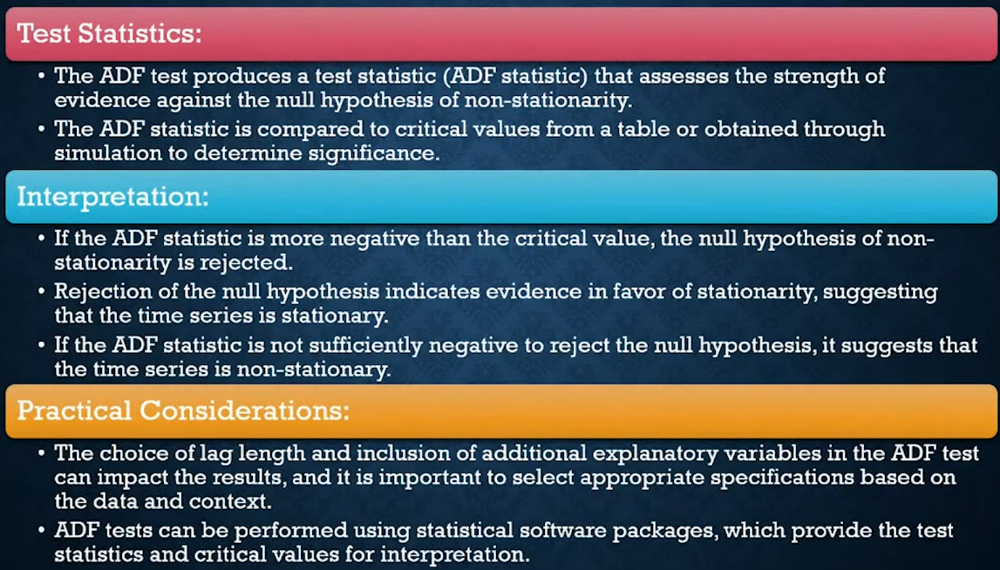 Test Statistics:
• The ADF test produces a test statistic (ADF statistic) that assesses the strength of
evidence against the null hypothesis of non-stationarity.
• The ADF statistic is compared to critical values from a table or obtained through
simulation to determine significance.
Interpretation:
• If the ADF statistic is more negative than the critical value, the null hypothesis of non-
stationarity is rejected.
• Rejection of the null hypothesis indicates evidence in favor of stationarity, suggesting
that the time series is stationary.
• If the ADF statistic is not sufficiently negative to reject the null hypothesis, it suggests that
the time series is non-stationary.
Practical Considerations:
• The choice of lag length and inclusion of additional explanatory variables in the ADF test
can impact the results, and it is important to select appropriate specifications based on
the data and context.
• ADF tests can be performed using statistical software packages, which provide the test
statistics and critical values for interpretation.